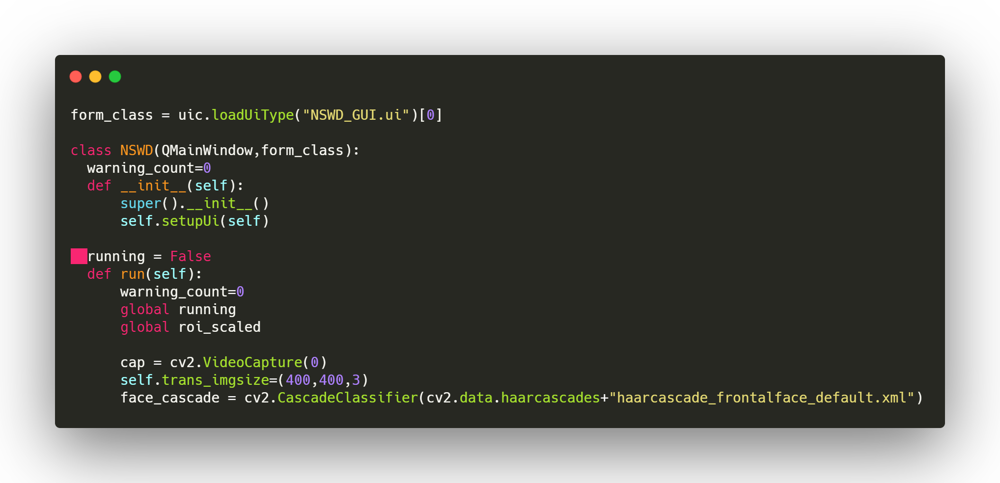 form_class = uic.loadUiType("NSWD_GUI.ui")[0]
class NSWD(QMainWindow,form_class):
warning_count=0
def __init__(self):
super().__init__()
self.setupUi(self)
running = False
def run(self):
warning_count=0
global running
global roi_scaled
cap = cv2.VideoCapture(0)
self.trans_imgsize=(400,400,3)
face_cascade = cv2.CascadeClassifier(cv2.data.haarcascades+"haarcascade_frontalface_default.xml")